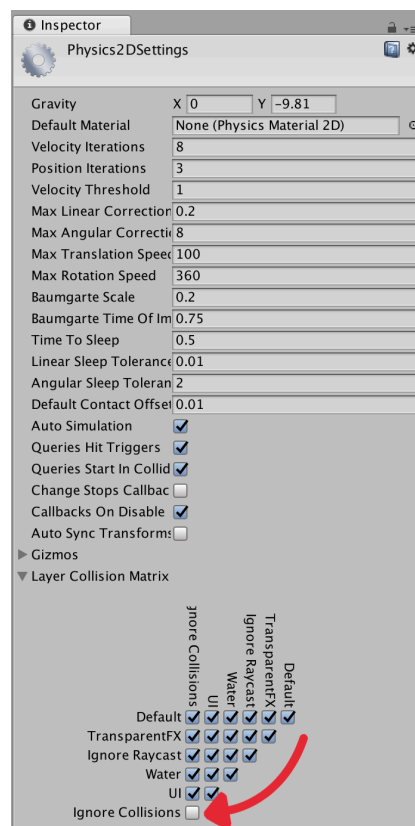 Inspector
Physics2DSettings
Gravity X 0 Y -9.81
Default Material None (Physics Material 2D)
Velocity Iterations 8
Position Iterations 3
Velocity Threshold 1
Max Linear Correction 0.2
Max Angular Correcti 8
Max Translation Speed 100
Max Rotation Speed 360
Baumgarte Scale 0.2
Baumgarte Time Of Im 0.75
Time To Sleep 0.5
Linear Sleep Tolerance 0.01
Angular Sleep Toleran 2
Default Contact Offset 0.01
Auto Simulation
Queries Hit Triggers
Queries Start In Collid
Change Stops Callbac
Callbacks On Disable
Auto Sync Transforms
Gizmos
Layer Collision Matrix
gnore Collisions
UI
Water
Ignore Raycast
TransparentFX
Default
Default
TransparentFX
Ignore Raycast
Water
UI
Ignore Collisions